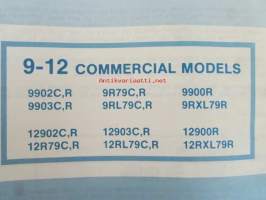 9-12 COMMERCIAL MODELS
9902C,R 9R79C,R 9900R
9903C,R 9RL79C,R 9RXL79R
12902C,R 12903C,R 12900R
12R79C,R 12RL79C,R 12RXL79R
Antikvariaatti.net